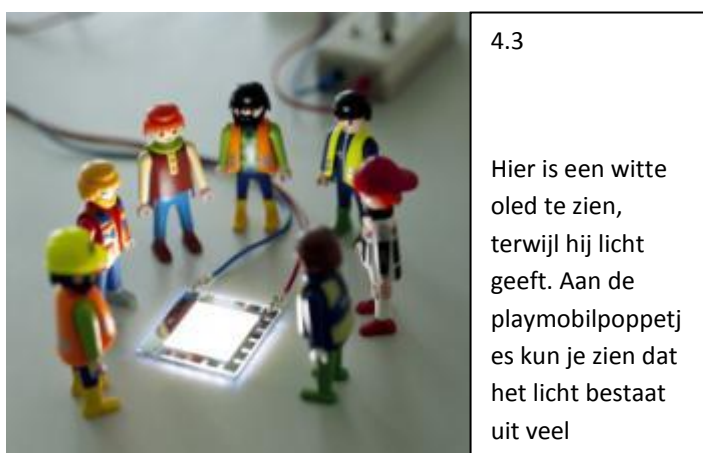 4.3
Hier is een witte
oled te zien,
terwijl hij licht
geeft. Aan de
playmobilpoppetj
es kun je zien dat
het licht bestaat
uit veel